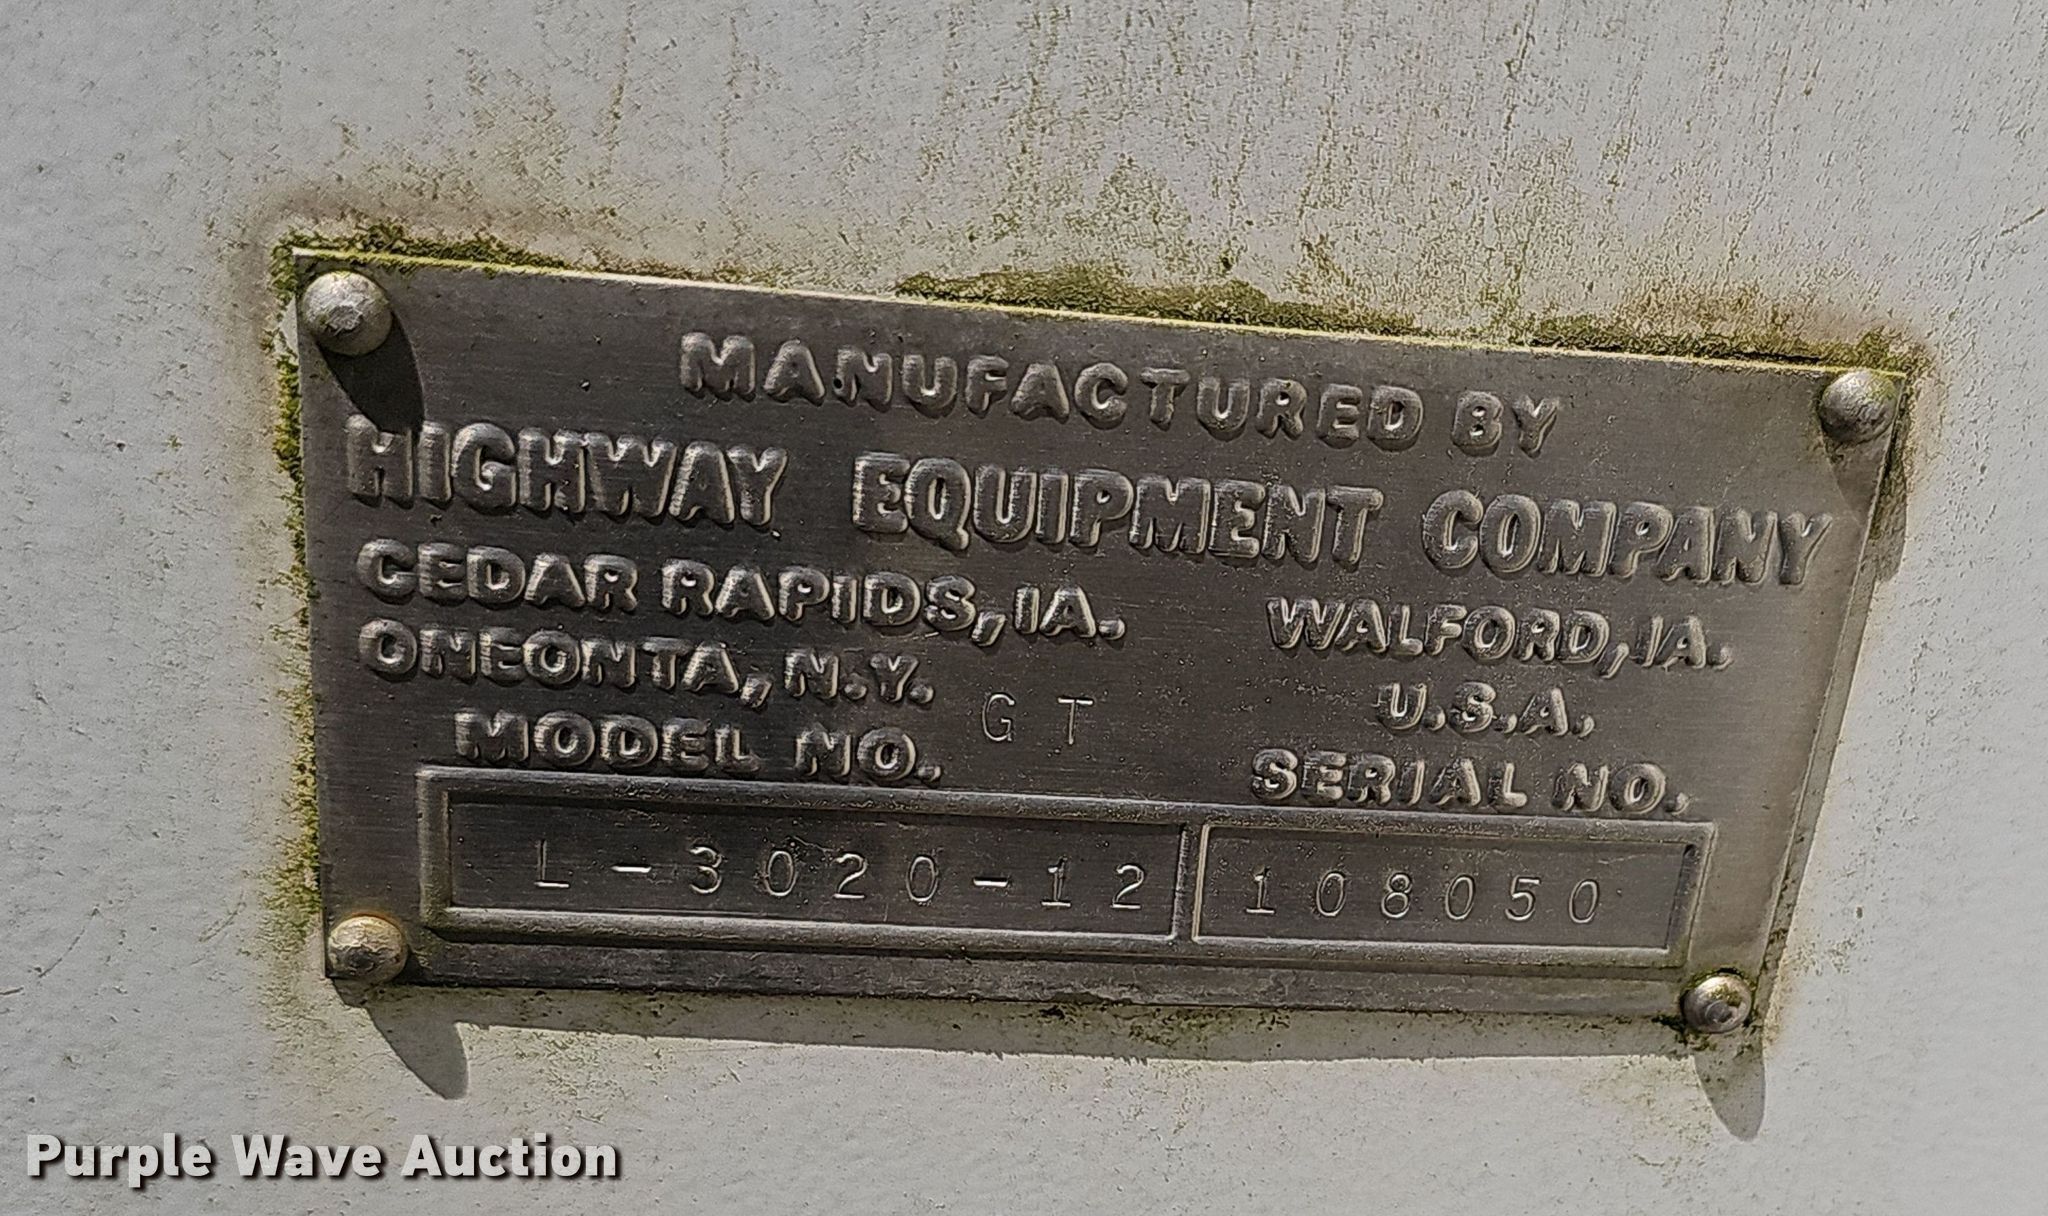 MANUFACTURED BY
HIGHWAY EQUIPMENT COMPANY
CEDAR RAPIDS, IA. WALFORD, IA.
ONEONTA, N.Y. U.S.A.
GT
MODEL NO. SERIAL NO.
L-3020-12 108050
Purple Wave Auction